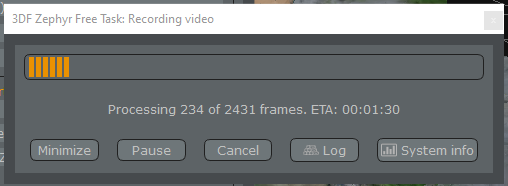 3DF Zephyr Free Task: Recording video
Processing 234 of 2431 frames. ETA: 00:01:30
Minimize Pause Cancel Log System info